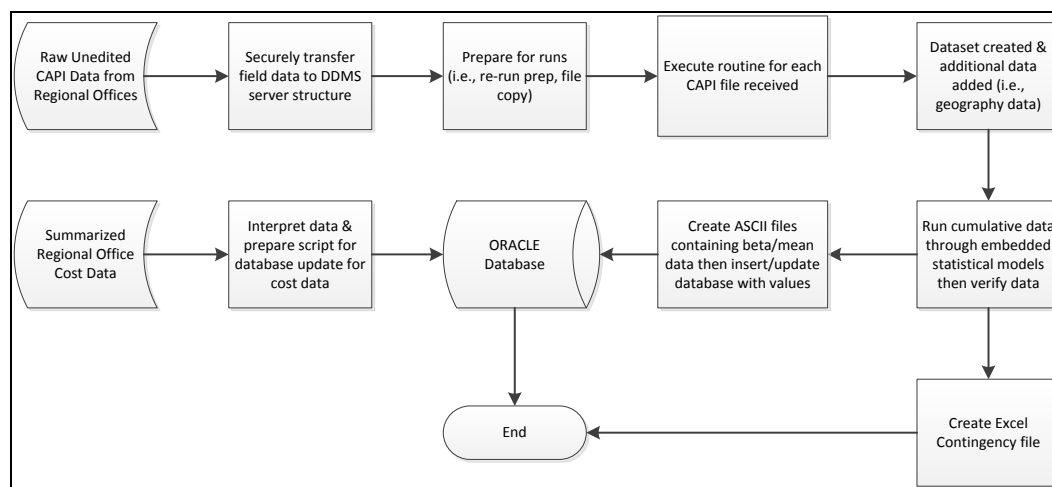 Raw Unedited
CAPI Data from
Regional Offices
Securely transfer
field data to DDMS
server structure
Prepare for runs
(i.e., re-run prep, file
copy)
Execute routine for each
CAPI file received
Dataset created &
additional data
added (i.e.,
geography data)
Summarized
Regional Office
Cost Data
Interpret data &
prepare script for
database update for
cost data
ORACLE
Database
Create ASCII files
containing beta/mean
data then insert/update
database with values
Run cumulative data
through embedded
statistical models
then verify data
End
Create Excel
Contingency file